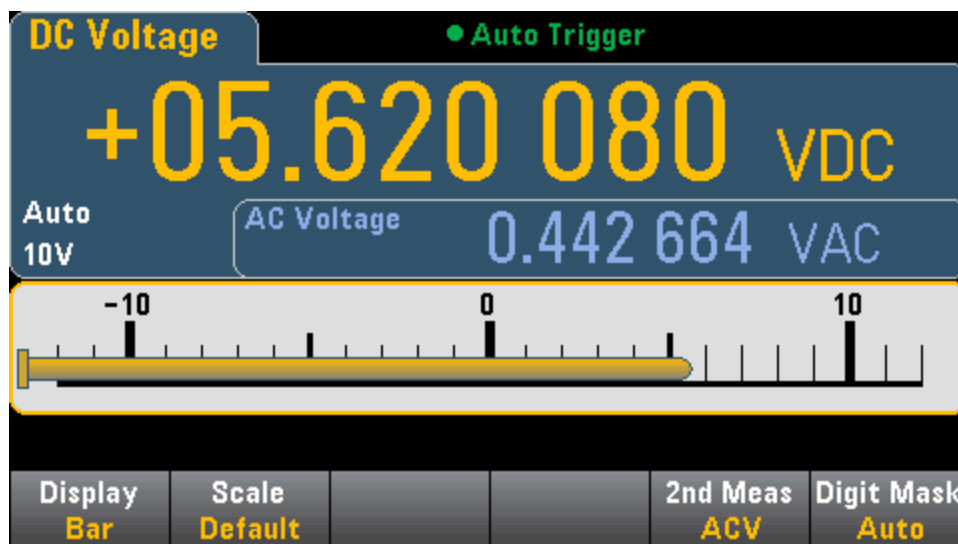 DC Voltage
Auto Trigger
+05.620 080 VDC
Auto
10V
AC Voltage 0.442 664 VAC
-10 0 10
Display Scale 2nd Meas Digit Mask
Bar Default ACV Auto